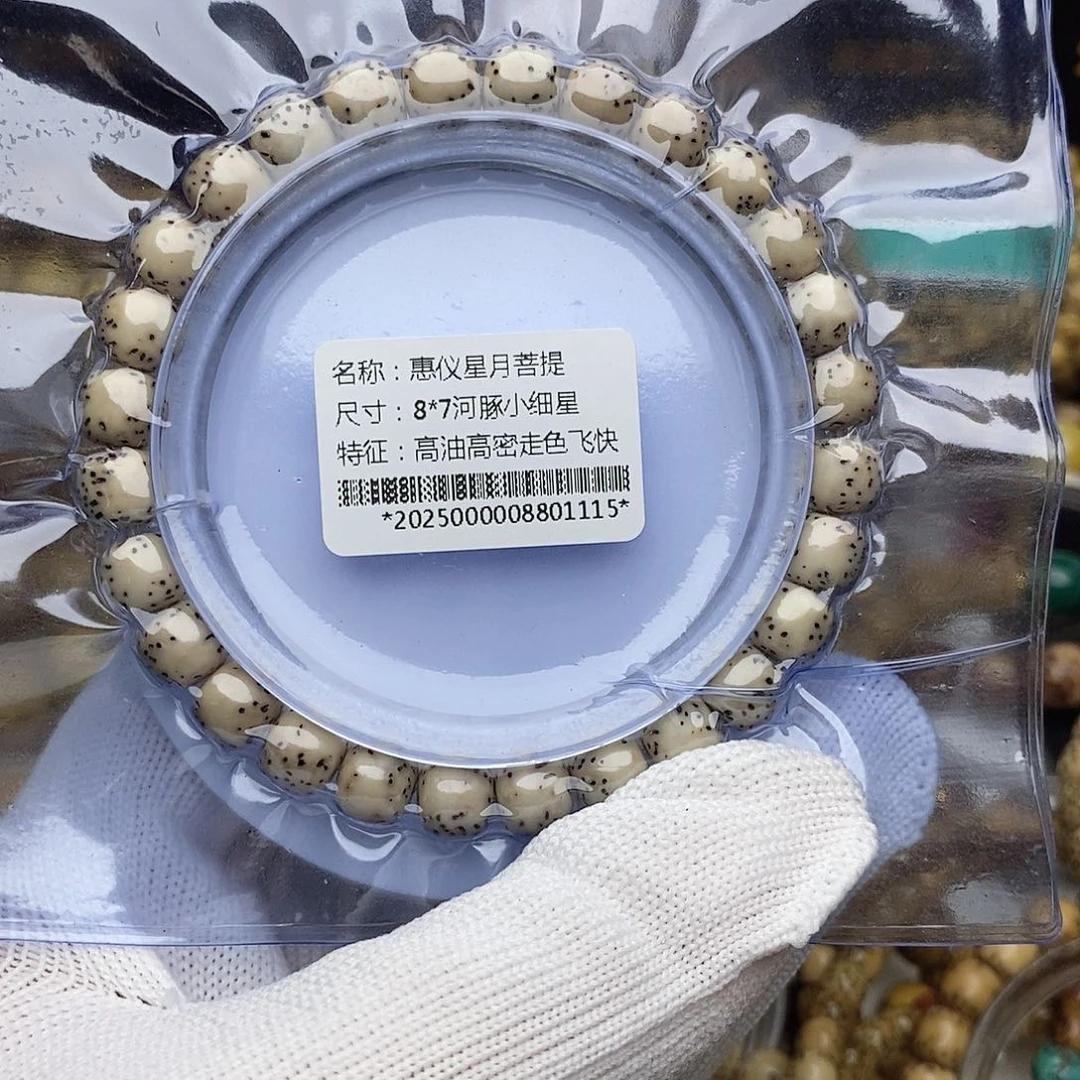 名称：惠仪星月菩提
尺寸：8*7河豚小细星
特征：高油高密走色飞快
*2025000008801115*